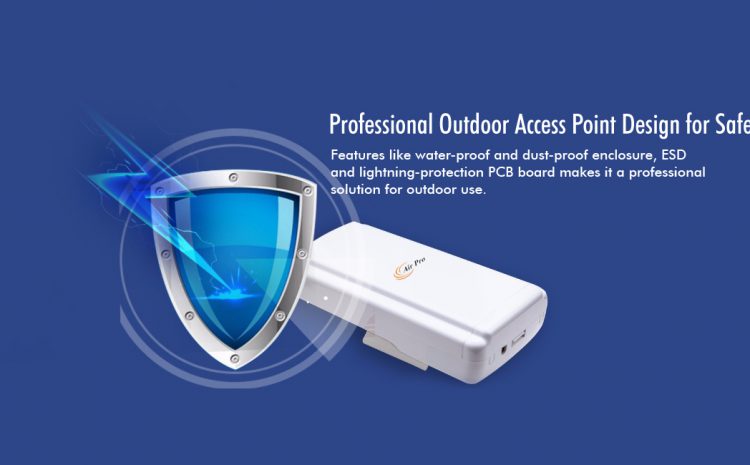 Professional Outdoor Access Point Design for Safe
Features like water-proof and dust-proof enclosure, ESD
and lightning-protection PCB board makes it a professional
solution for outdoor use.
Air Pro